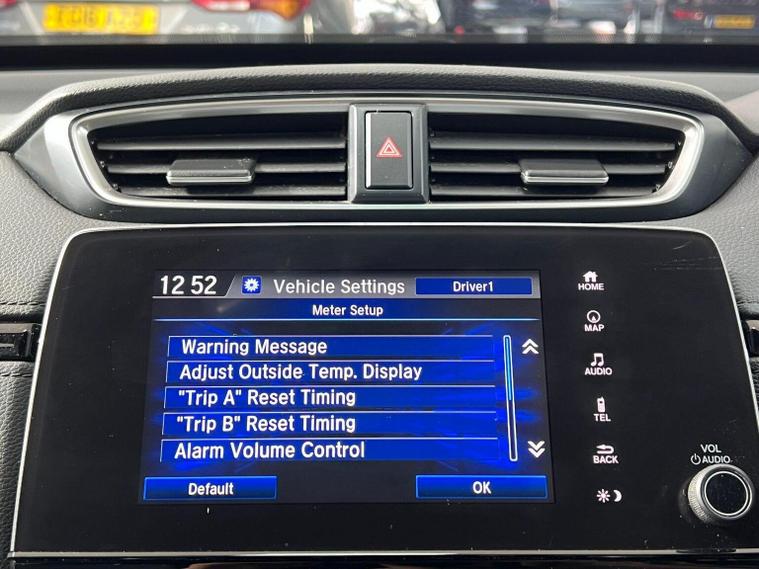 12 52 Vehicle Settings Driver1
Meter Setup
Warning Message
Adjust Outside Temp. Display
"Trip A" Reset Timing
"Trip B" Reset Timing
Alarm Volume Control
Default OK
HOME
MAP
AUDIO
TEL
BACK
VOL
AUDIO